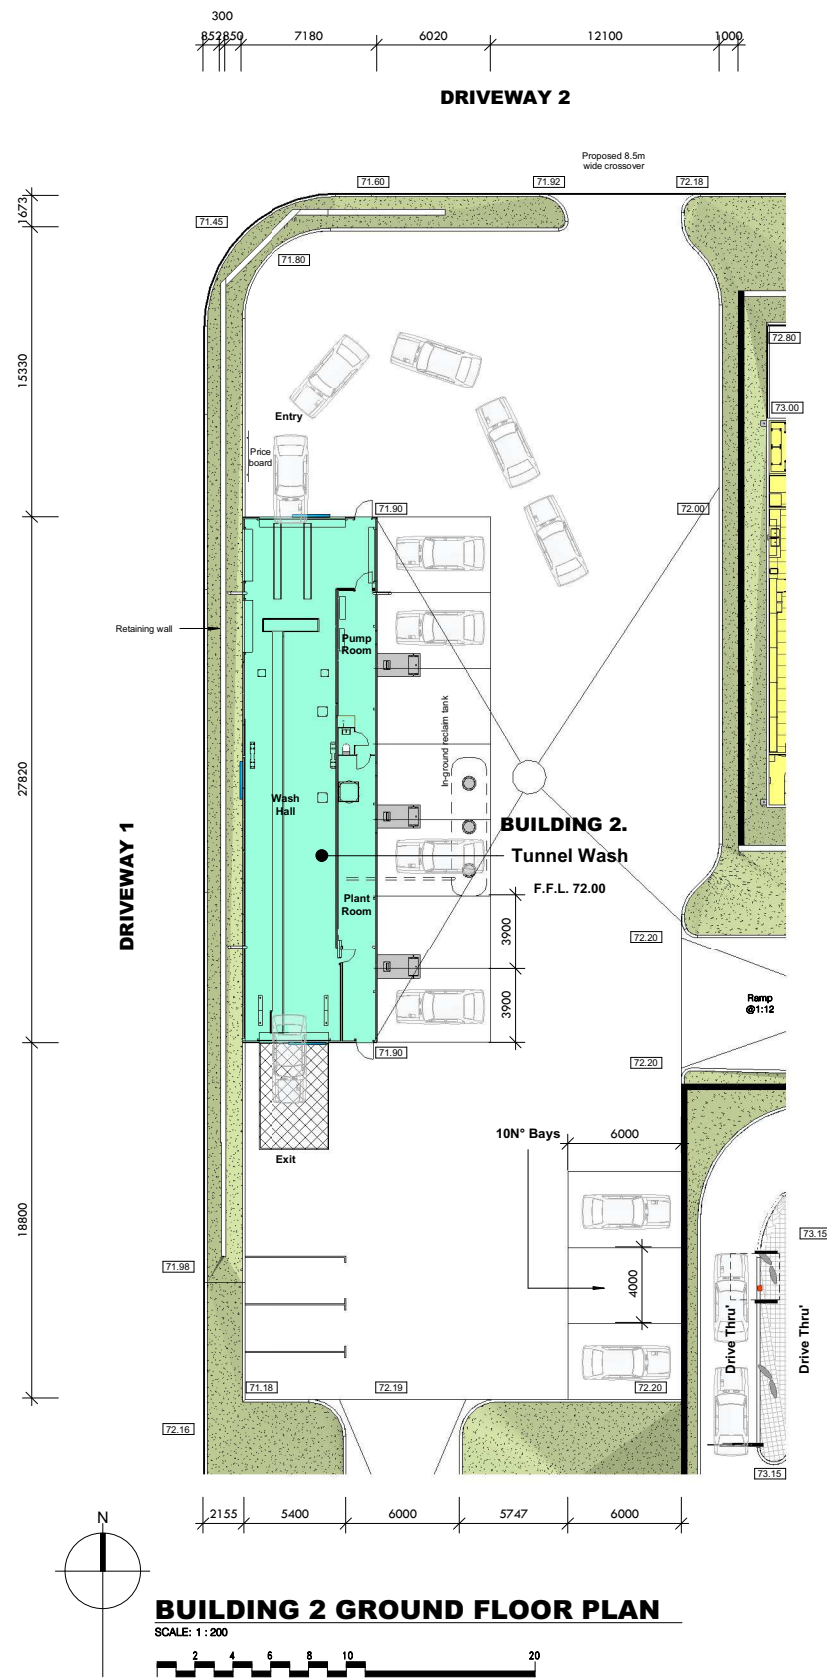 300
852
850
7180
6020
12100
1000
DRIVEWAY 2
Proposed 8.5m
wide crossover
71.60
71.92
72.18
1673
71.45
71.80
15330
72.80
Entry
73.00
Price
board
71.90
72.00
Retaining wall
Pump
Room
In-ground reclaim tank
27820
Wash
Hall
BUILDING 2.
Tunnel Wash
F.F.L. 72.00
DRIVEWAY 1
Plant
Room
3900
72.20
3900
Ramp
@1:12
71.90
72.20
10N° Bays
6000
Exit
18800
73.15
71.98
4000
Drive Thru'
Drive Thru'
71.18
72.19
72.20
72.16
73.15
2155
5400
6000
5747
6000
N
BUILDING 2 GROUND FLOOR PLAN
SCALE: 1 : 200
2 4 6 8 10 20